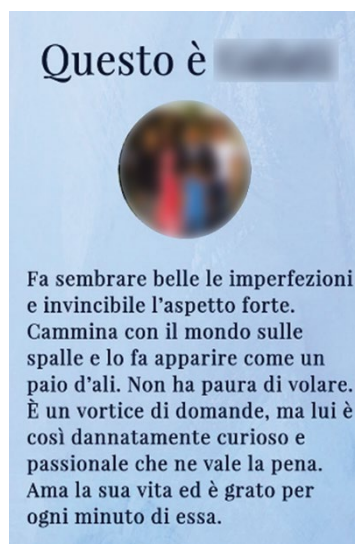 Questo è
Fa sembrare belle le imperfezioni
e invincibile l'aspetto forte.
Cammina con il mondo sulle
spalle e lo fa apparire come un
paio d'ali. Non ha paura di volare.
È un vortice di domande, ma lui è
così dannatamente curioso e
passionale che ne vale la pena.
Ama la sua vita ed è grato per
ogni minuto di essa.